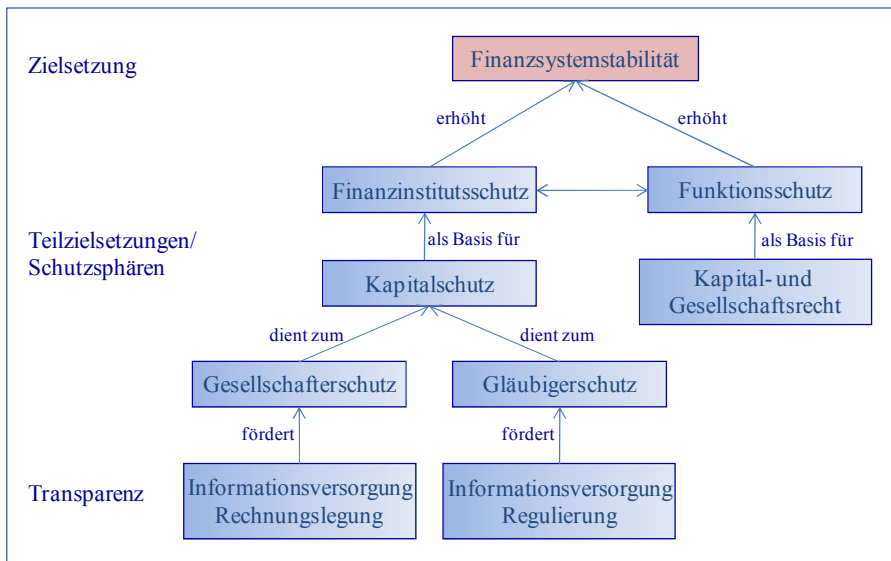 Zielsetzung
Finanzsystemstabilität
erhöht
erhöht
Finanzinstitutsschutz
Funktionsschutz
Teilzielsetzungen/
Schutzsphären
als Basis für
als Basis für
Kapitalschutz
Kapital- und
Gesellschaftsrecht
dient zum
dient zum
Gesellschafterschutz
Gläubigerschutz
fördert
fördert
Transparenz
Informationsversorgung
Rechnungslegung
Informationsversorgung
Regulierung